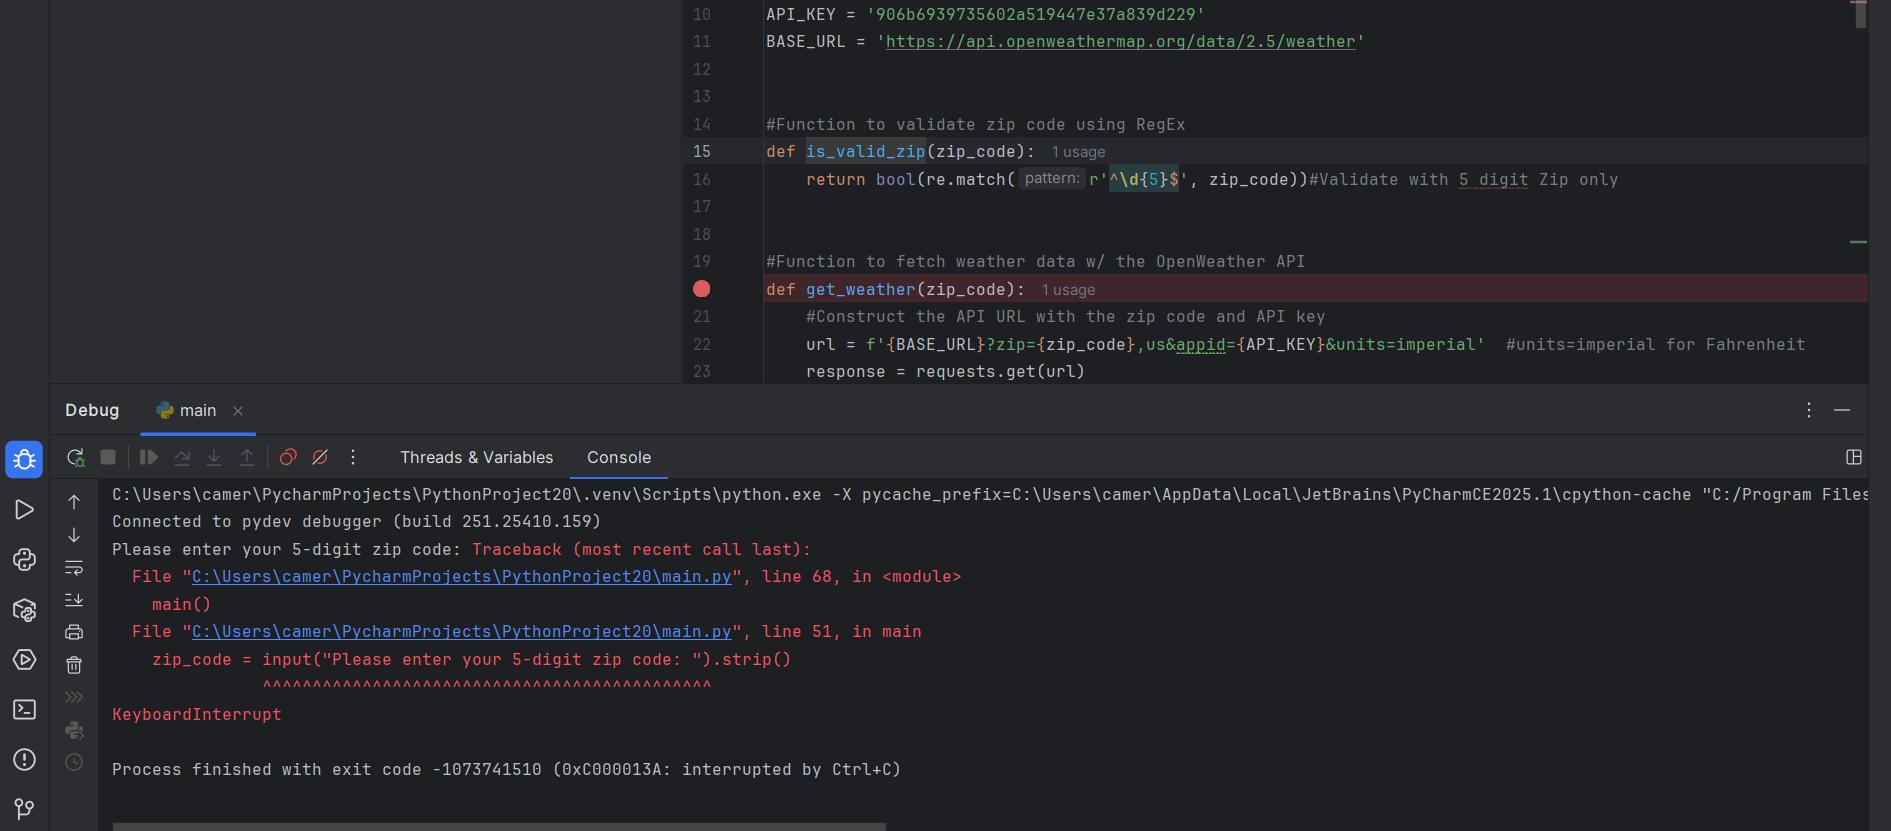 10 API_KEY = '906b6939735602a519447e37a839d229'
11 BASE_URL = 'https://api.openweathermap.org/data/2.5/weather'
12
13
14 #Function to validate zip code using RegEx
15 def is_valid_zip(zip_code): 1 usage
16 return bool(re.match( pattern: r'^\d{5}$', zip_code))#Validate with 5 digit Zip only
17
18
19 #Function to fetch weather data w/ the OpenWeather API
def get_weather(zip_code): 1 usage
21 #Construct the API URL with the zip code and API key
22 url = f'{BASE_URL}?zip={zip_code},us&appid={API_KEY}&units=imperial' #units=imperial for Fahrenheit
23 response = requests.get(url)
Debug main
Threads & Variables Console
C:\Users\camer\PycharmProjects\PythonProject20\.venv\Scripts\python.exe -X pycache_prefix=C:\Users\camer\AppData\Local\JetBrains\PyCharmCE2025.1\cpython-cache "C:/Program Files
Connected to pydev debugger (build 251.25410.159)
Please enter your 5-digit zip code: Traceback (most recent call last):
File "C:\Users\camer\PycharmProjects\PythonProject20\main.py", line 68, in <module>
main()
File "C:\Users\camer\PycharmProjects\PythonProject20\main.py", line 51, in main
zip_code = input("Please enter your 5-digit zip code: ").strip()
^^^^^^^^^^^^^^^^^^^^^^^^^^^^^^^^^^^^^^^^^^^^^
KeyboardInterrupt
Process finished with exit code -1073741510 (0xC000013A: interrupted by Ctrl+C)